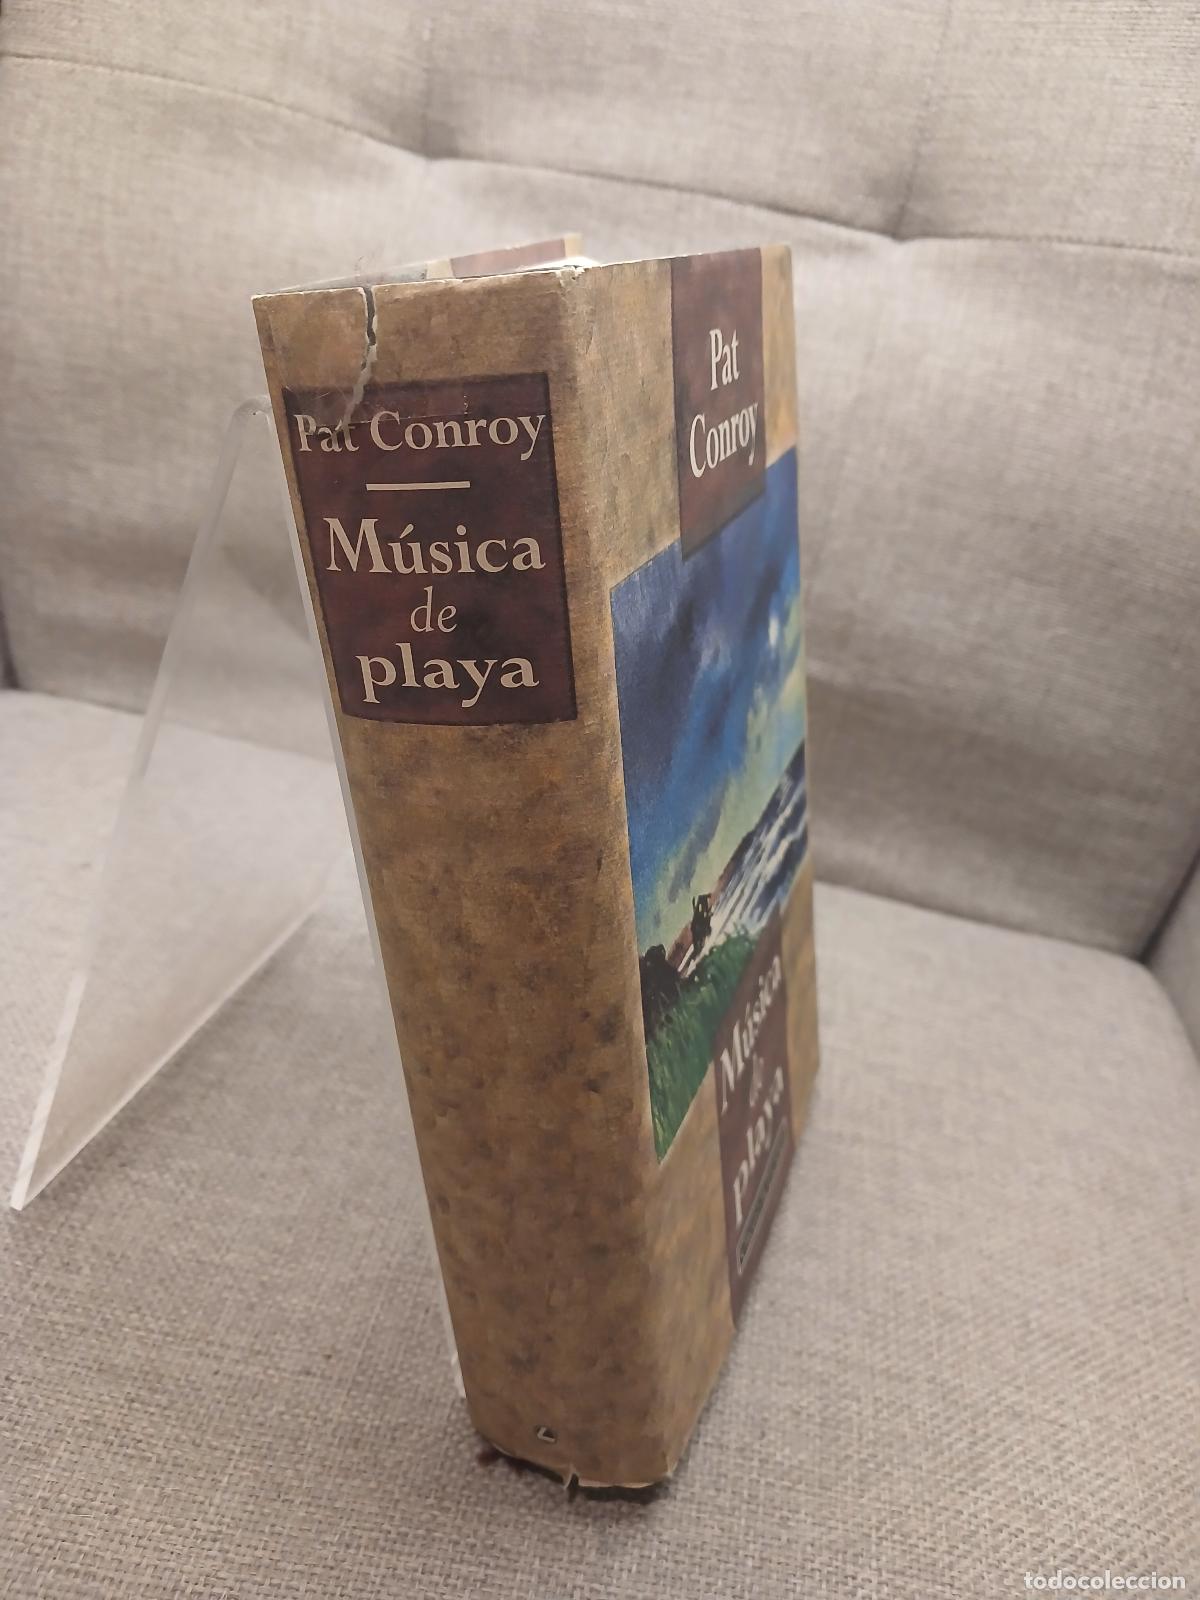 Pat Conroy
Música
de
playa
Pat
Conroy
Música
de
playa
L
todocoleccion